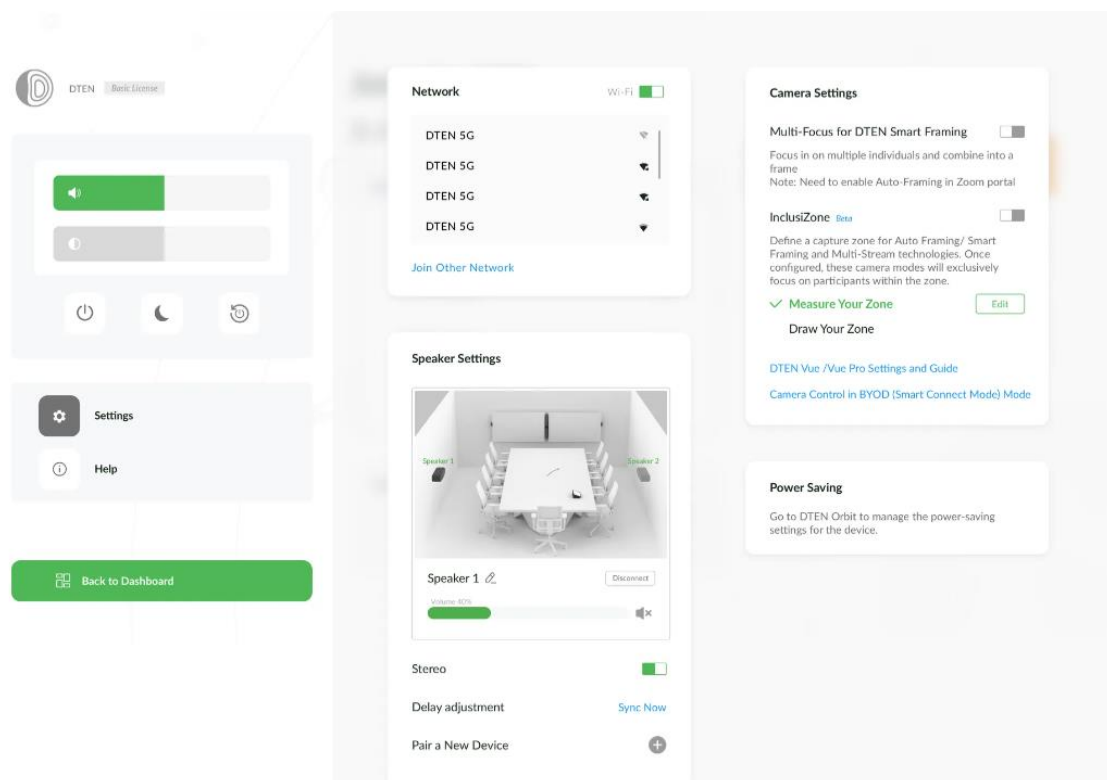 DTEN Basic License
Settings
Help
Back to Dashboard
Network Wi-Fi
DTEN 5G
DTEN 5G
DTEN 5G
DTEN 5G
Join Other Network
Speaker Settings
Speaker 1
Speaker 2
Speaker 1 Disconnect
Volume 80%
Stereo
Delay adjustment Sync Now
Pair a New Device
Camera Settings
Multi-Focus for DTEN Smart Framing
Focus in on multiple individuals and combine into a
frame
Note: Need to enable Auto-Framing in Zoom portal
InclusiZone Beta
Define a capture zone for Auto Framing/ Smart
Framing and Multi-Stream technologies. Once
configured, these camera modes will exclusively
focus on participants within the zone.
Measure Your Zone Edit
Draw Your Zone
DTEN Vue /Vue Pro Settings and Guide
Camera Control in BYOD (Smart Connect Mode) Mode
Power Saving
Go to DTEN Orbit to manage the power-saving
settings for the device.